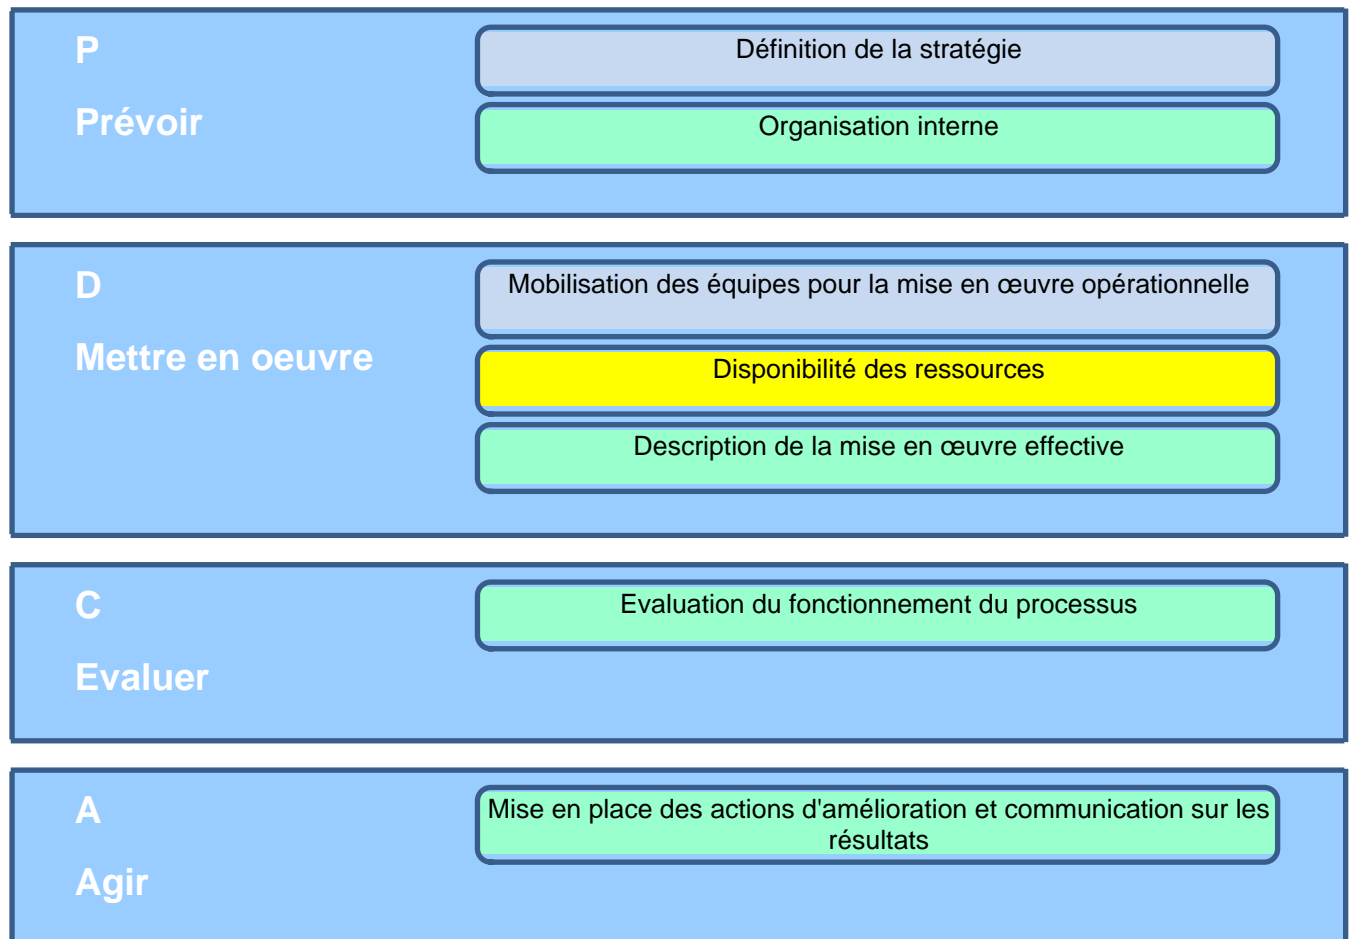 P
Prévoir
Définition de la stratégie
Organisation interne
D
Mettre en oeuvre
Mobilisation des équipes pour la mise en œuvre opérationnelle
Disponibilité des ressources
Description de la mise en œuvre effective
C
Evaluer
Evaluation du fonctionnement du processus
A
Agir
Mise en place des actions d'amélioration et communication sur les
résultats